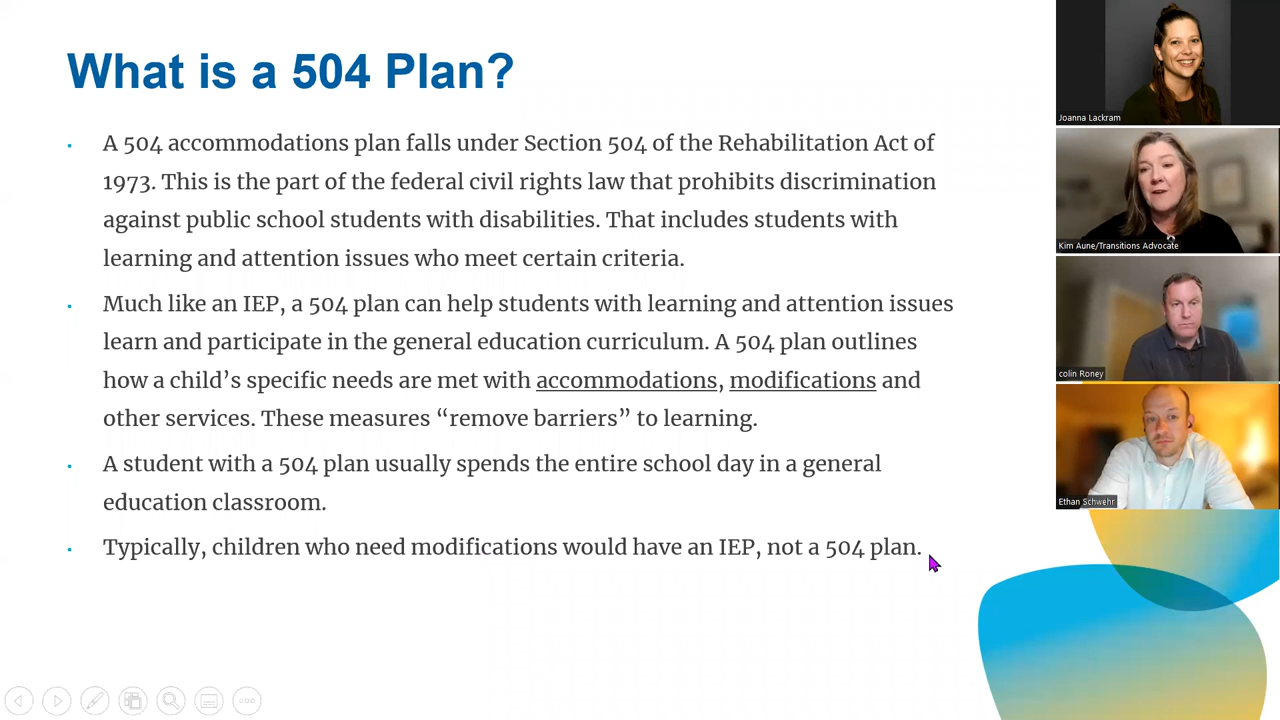 What is a 504 Plan?
A 504 accommodations plan falls under Section 504 of the Rehabilitation Act of
1973. This is the part of the federal civil rights law that prohibits discrimination
against public school students with disabilities. That includes students with
learning and attention issues who meet certain criteria.
Much like an IEP, a 504 plan can help students with learning and attention issues
learn and participate in the general education curriculum. A 504 plan outlines
how a child’s specific needs are met with accommodations, modifications and
other services. These measures “remove barriers” to learning.
A student with a 504 plan usually spends the entire school day in a general
education classroom.
Typically, children who need modifications would have an IEP, not a 504 plan.
Joanna Lackram
Kim Aune/Transitions Advocate
colin Roney
Ethan Schwehr